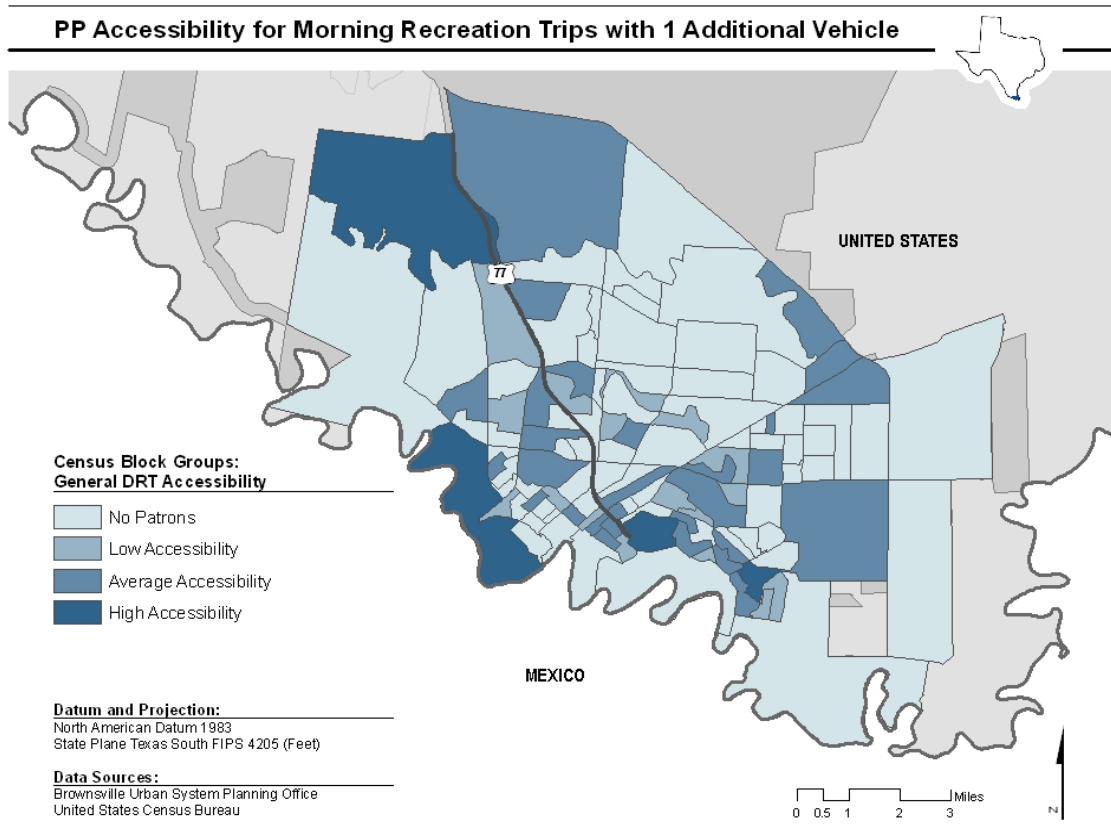 PP Accessibility for Morning Recreation Trips with 1 Additional Vehicle
UNITED STATES
77
Census Block Groups:
General DRT Accessibility
No Patrons
Low Accessibility
Average Accessibility
High Accessibility
MEXICO
Datum and Projection:
North American Datum 1983
State Plane Texas South FIPS 4205 (Feet)
Data Sources:
Brownsville Urban System Planning Office
United States Census Bureau
Miles
0 0.5 1 2 3
N